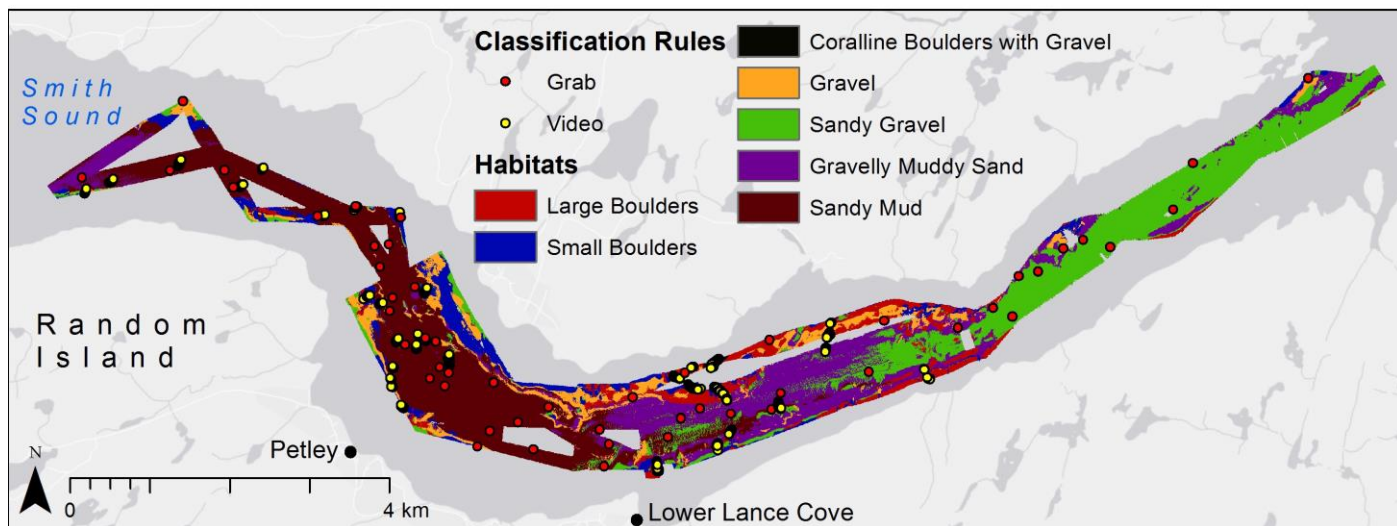 Smith
Sound
Classification Rules
Grab
Video
Habitats
Large Boulders
Small Boulders
Coralline Boulders with Gravel
Gravel
Sandy Gravel
Gravelly Muddy Sand
Sandy Mud
Random
Island
Petley
Lower Lance Cove
N
0
4 km